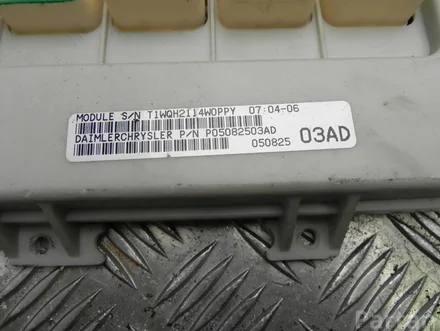 MODULE S/N T1WQH2114W0PPY 07:04-06
DAIMLERCHRYSLER P/N P05082503AD
050825 03AD